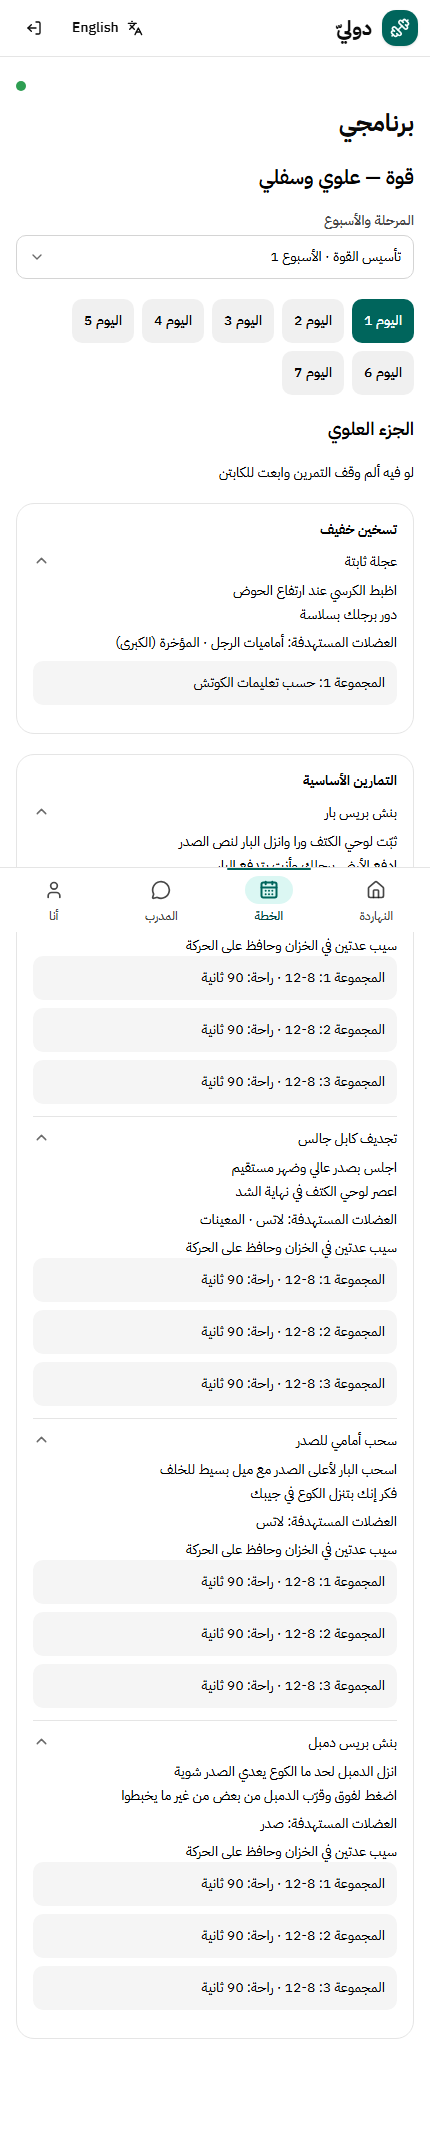 دوليّ
English
برنامجي
قوة — علوي وسفلي
المرحلة والأسبوع
تأسيس القوة · الأسبوع 1
اليوم 1
اليوم 2
اليوم 3
اليوم 4
اليوم 5
اليوم 6
اليوم 7
الجزء العلوي
لو فيه ألم وقف التمرين وابعت للكابتن
تسخين خفيف
عجلة ثابتة
اظبط الكرسي عند ارتفاع الحوض
دور برجلك بسلاسة
العضلات المستهدفة: أماميات الرجل · المؤخرة (الكبرى)
المجموعة 1: حسب تعليمات الكوتش
التمارين الأساسية
بنش بريس بار
ثبّت لوحي الكتف ورا وانزل البار لنص الصدر
ادفع الأرض برجلك وأنت بتدفع البار
النهاردة
الخطة
المدرب
أنا
سيب عدتين في الخزان وحافظ على الحركة
المجموعة 1: 8-12 · راحة: 90 ثانية
المجموعة 2: 8-12 · راحة: 90 ثانية
المجموعة 3: 8-12 · راحة: 90 ثانية
تجديف كابل جالس
اجلس بصدر عالي وضهر مستقيم
اعصر لوحي الكتف في نهاية الشد
العضلات المستهدفة: لاتس · المعينات
سيب عدتين في الخزان وحافظ على الحركة
المجموعة 1: 8-12 · راحة: 90 ثانية
المجموعة 2: 8-12 · راحة: 90 ثانية
المجموعة 3: 8-12 · راحة: 90 ثانية
سحب أمامي للصدر
اسحب البار لأعلى الصدر مع ميل بسيط للخلف
فكر إنك بتنزل الكوع في جيبك
العضلات المستهدفة: لاتس
سيب عدتين في الخزان وحافظ على الحركة
المجموعة 1: 8-12 · راحة: 90 ثانية
المجموعة 2: 8-12 · راحة: 90 ثانية
المجموعة 3: 8-12 · راحة: 90 ثانية
بنش بريس دمبل
انزل الدمبل لحد ما الكوع يعدي الصدر شوية
اضغط لفوق وقرّب الدمبل من بعض من غير ما يخبطوا
العضلات المستهدفة: صدر
سيب عدتين في الخزان وحافظ على الحركة
المجموعة 1: 8-12 · راحة: 90 ثانية
المجموعة 2: 8-12 · راحة: 90 ثانية
المجموعة 3: 8-12 · راحة: 90 ثانية